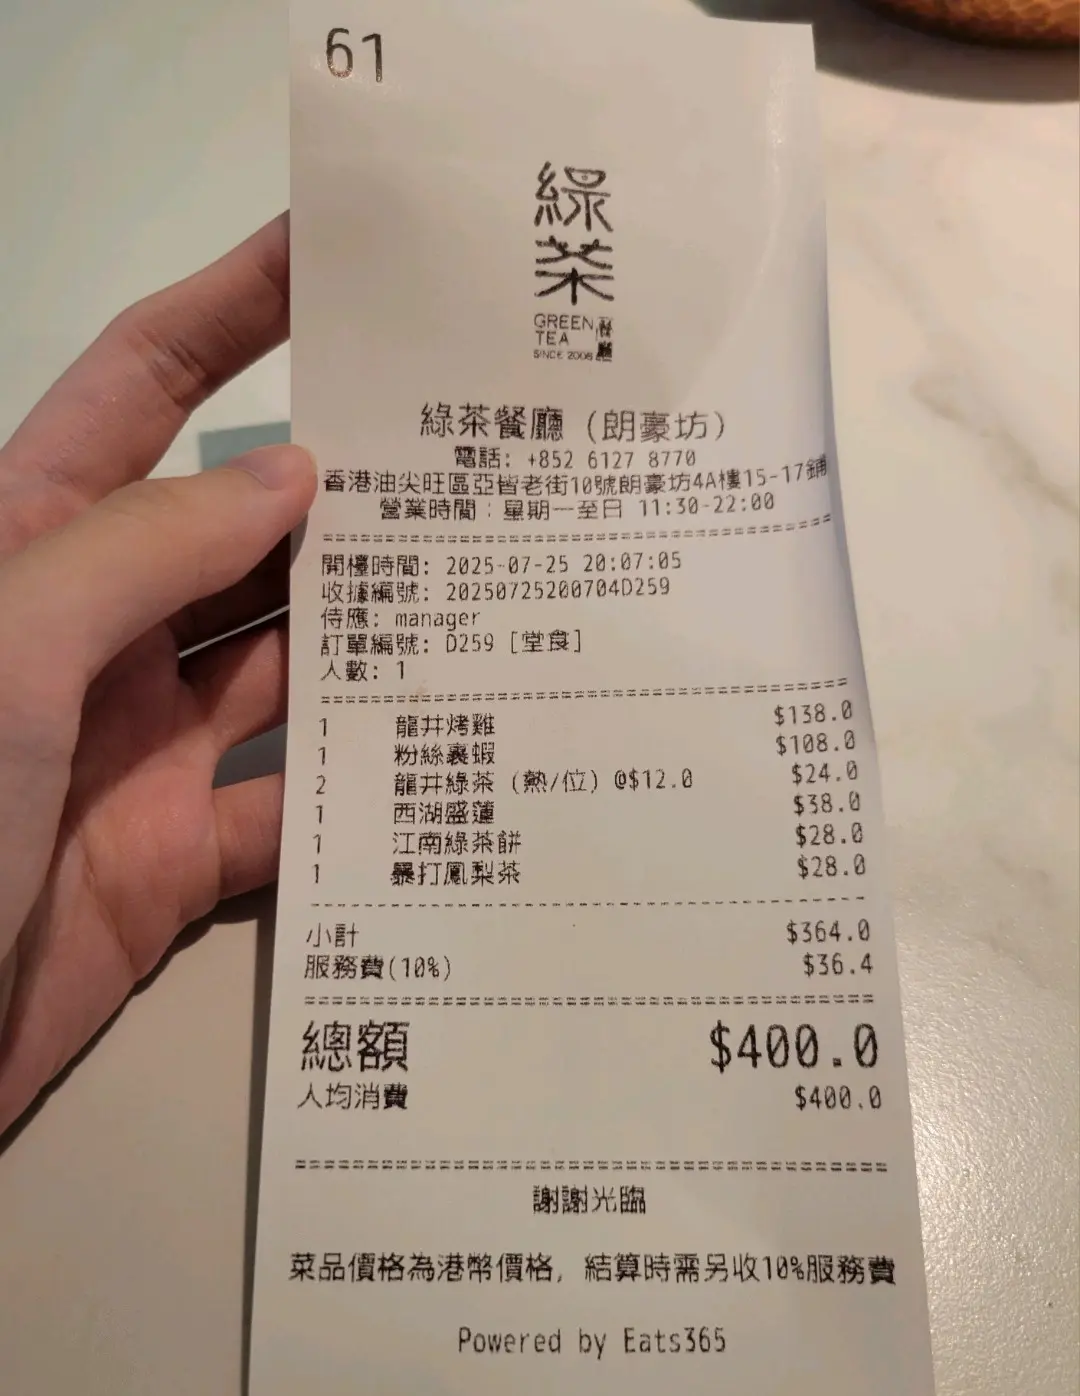 61
綠茶
GREEN
TEA
餐廳
SINCE 2008
綠茶餐廳 (朗豪坊)
電話: +852 6127 8770
香港油尖旺區亞皆老街10號朗豪坊4A樓15-17鋪
營業時間:星期一至日 11:30-22:00
開檯時間: 2025-07-25 20:07:05
收據編號: 20250725200704D259
侍應: manager
訂單編號: D259 [堂食]
人數: 1
1 龍井烤雞 $138.0
1 粉絲裹蝦 $108.0
2 龍井綠茶 (熱/位) @$12.0 $24.0
1 西湖盛蓮 $38.0
1 江南綠茶餅 $28.0
1 暴打鳳梨茶 $28.0
小計 $364.0
服務費(10%) $36.4
總額 $400.0
人均消費 $400.0
謝謝光臨
菜品價格為港幣價格, 結算時需另收10%服務費
Powered by Eats365